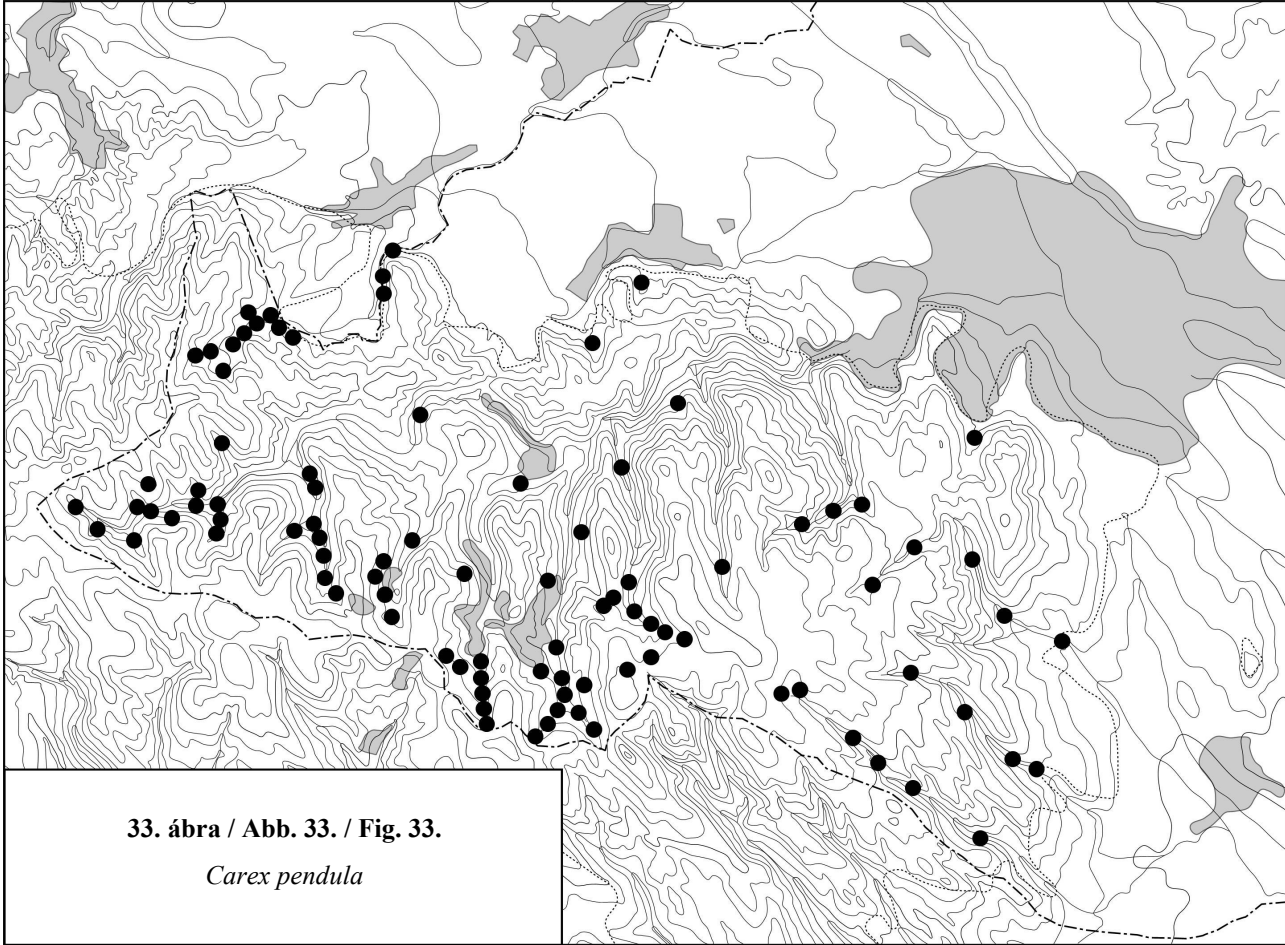 33. ábra / Abb. 33. / Fig. 33.
Carex pendula